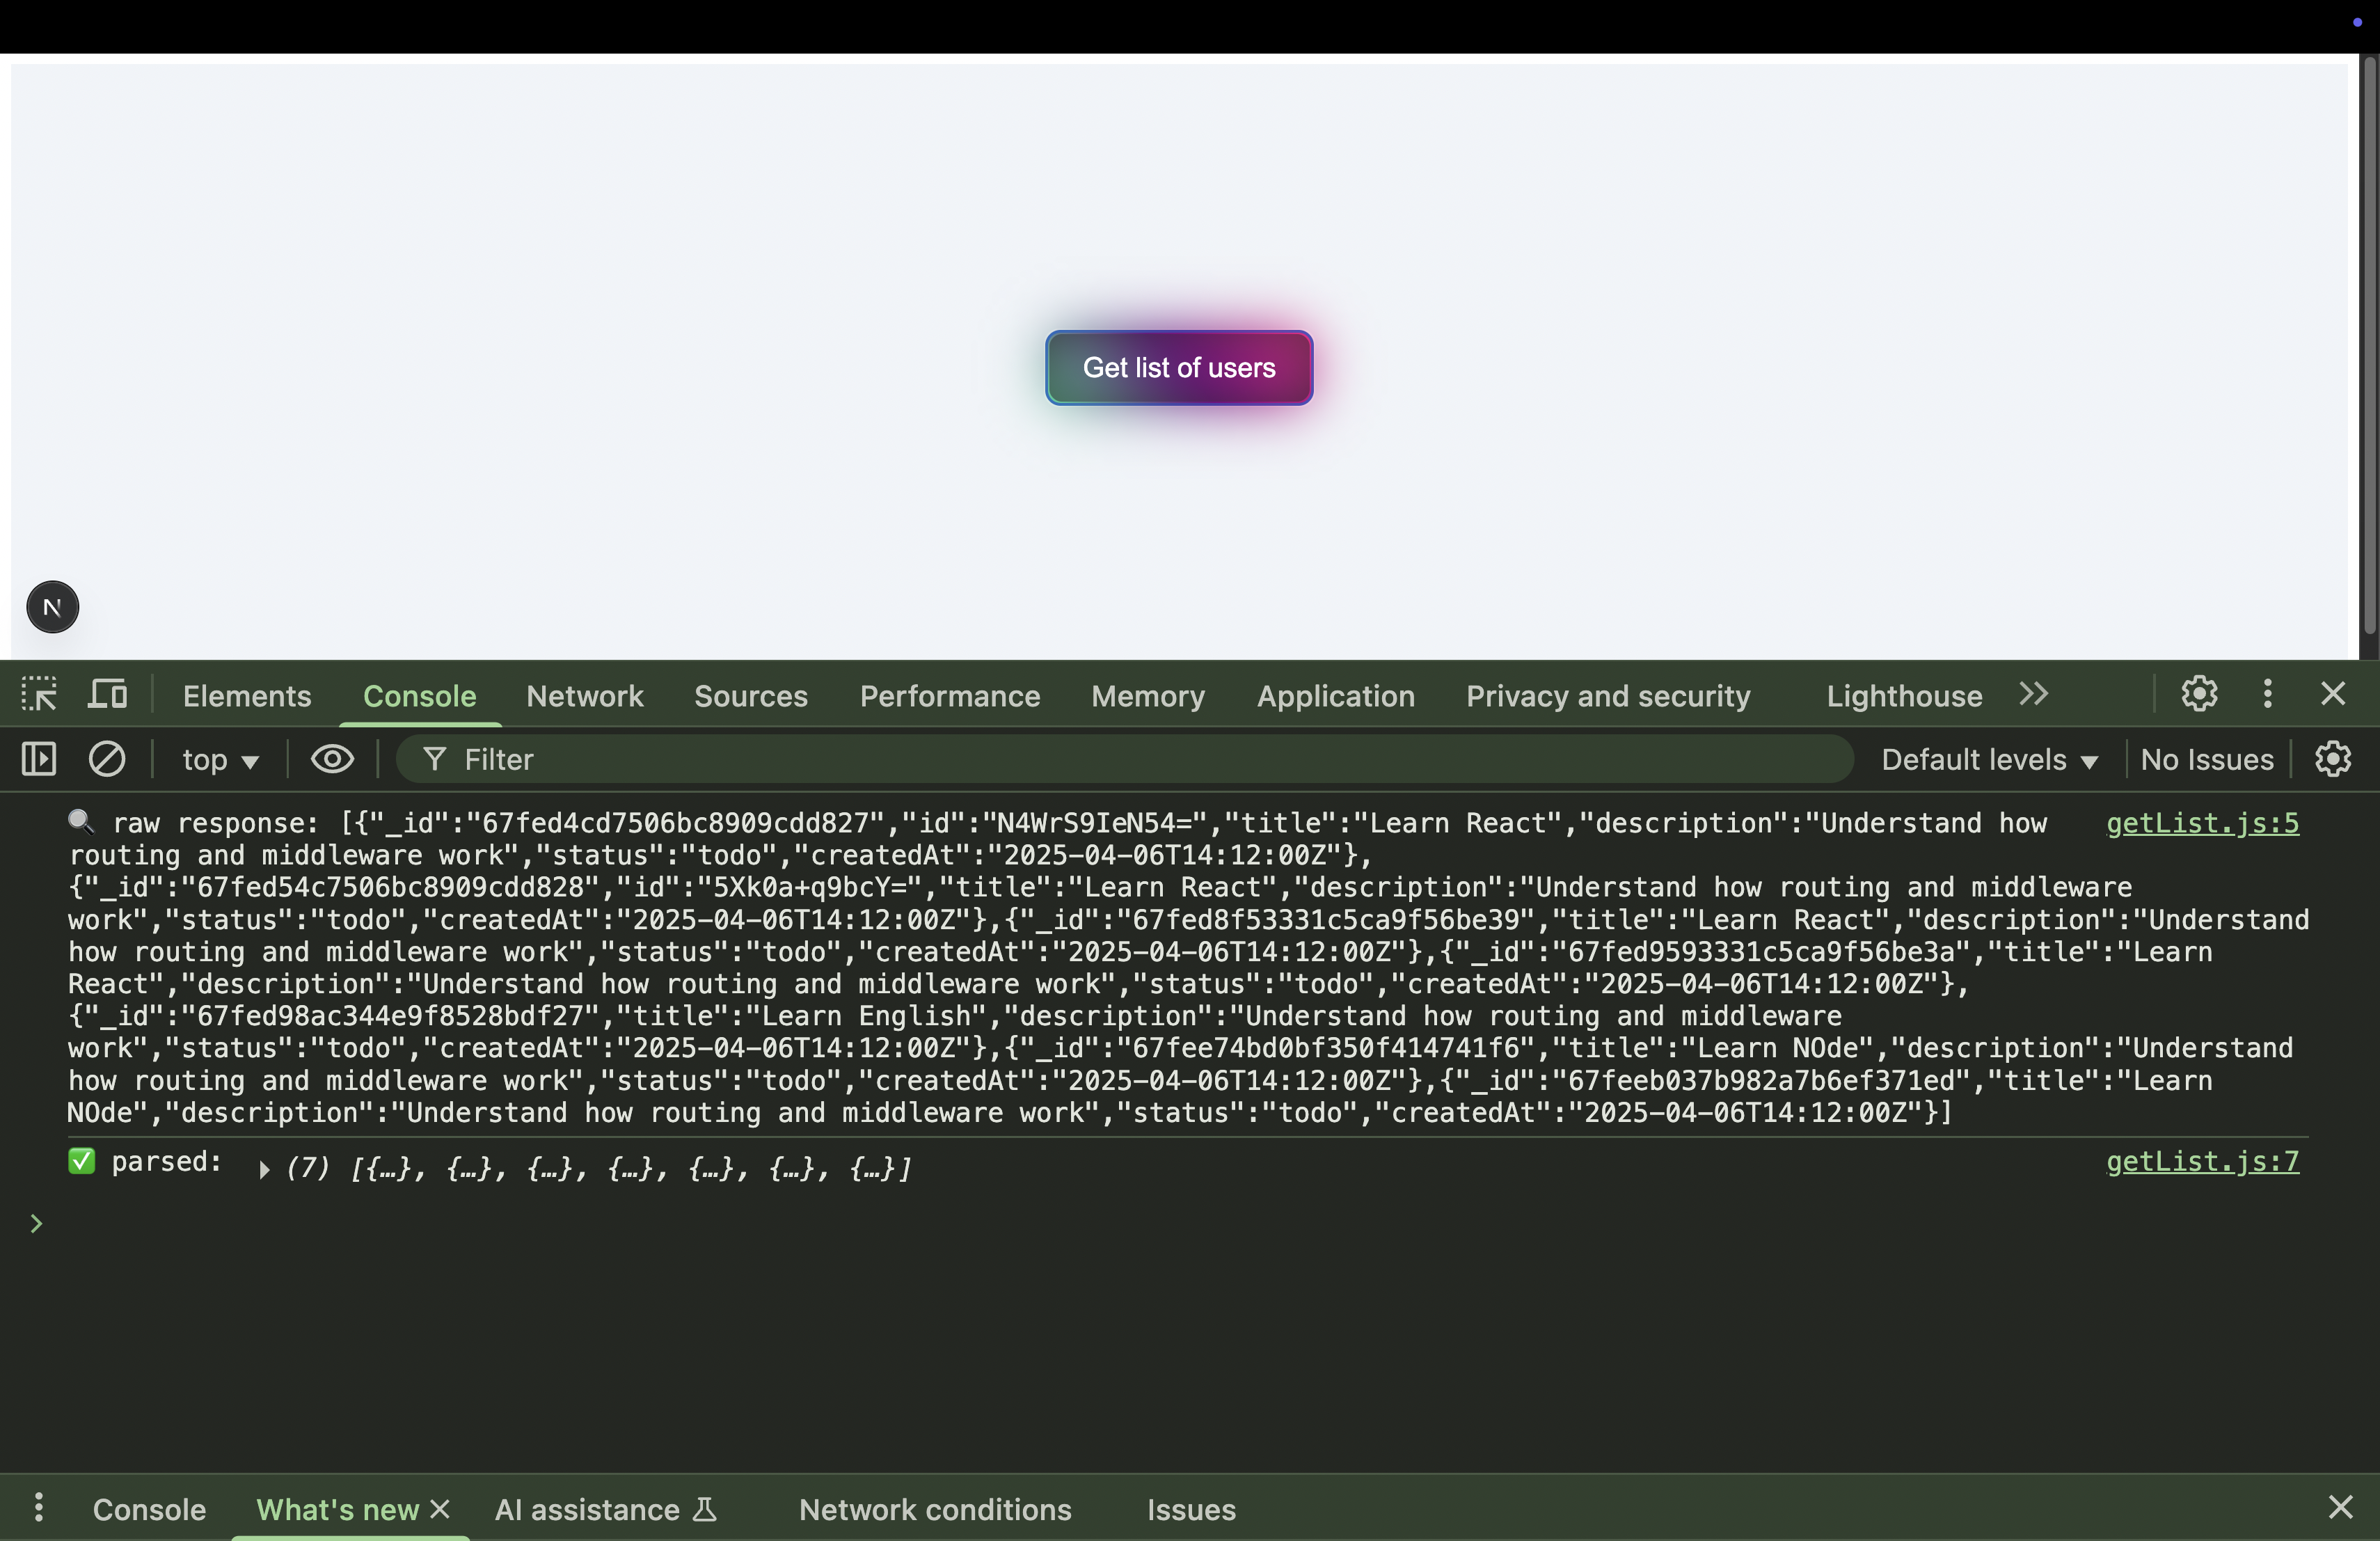 Get list of users
N
Elements Console Network Sources Performance Memory Application Privacy and security Lighthouse
top Filter Default levels No Issues
🔍 raw response: [{"_id":"67fed4cd7506bc8909cdd827","id":"N4WrS9IeN54=","title":"Learn React","description":"Understand how getList.js:5
routing and middleware work","status":"todo","createdAt":"2025-04-06T14:12:00Z"},
{"_id":"67fed54c7506bc8909cdd828","id":"5Xk0a+q9bcY=","title":"Learn React","description":"Understand how routing and middleware
work","status":"todo","createdAt":"2025-04-06T14:12:00Z"},{"_id":"67fed8f53331c5ca9f56be39","title":"Learn React","description":"Understand
how routing and middleware work","status":"todo","createdAt":"2025-04-06T14:12:00Z"},{"_id":"67fed9593331c5ca9f56be3a","title":"Learn
React","description":"Understand how routing and middleware work","status":"todo","createdAt":"2025-04-06T14:12:00Z"},
{"_id":"67fed98ac344e9f8528bdf27","title":"Learn English","description":"Understand how routing and middleware
work","status":"todo","createdAt":"2025-04-06T14:12:00Z"},{"_id":"67fee74bd0bf350f414741f6","title":"Learn NOde","description":"Understand
how routing and middleware work","status":"todo","createdAt":"2025-04-06T14:12:00Z"},{"_id":"67feeb037b982a7b6ef371ed","title":"Learn
NOde","description":"Understand how routing and middleware work","status":"todo","createdAt":"2025-04-06T14:12:00Z"}]
✅ parsed: ▶ (7) [{…}, {…}, {…}, {…}, {…}, {…}, {…}] getList.js:7
Console What's new AI assistance Network conditions Issues